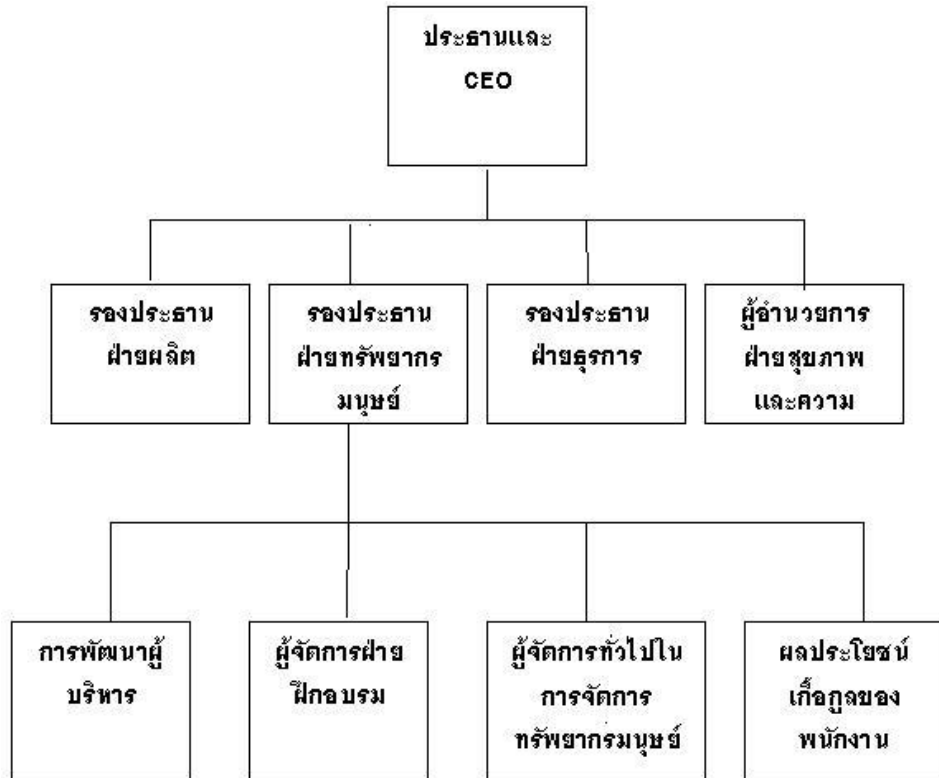 ประธานและ
CEO
รองประธาน
ฝ่ายผลิต
รองประธาน
ฝ่ายทรัพยากร
มนุษย์
รองประธาน
ฝ่ายธุรการ
ผู้อำนวยการ
ฝ่ายสุขภาพ
และความ
การพัฒนาผู้
บริหาร
ผู้จัดการฝ่าย
ฝึกอบรม
ผู้จัดการทั่วไปใน
การจัดการ
ทรัพยากรมนุษย์
ผลประโยชน์
เกื้อกูลของ
พนักงาน